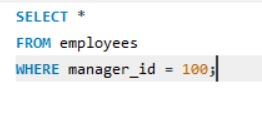 SELECT *
FROM employees
WHERE manager_id = 100;